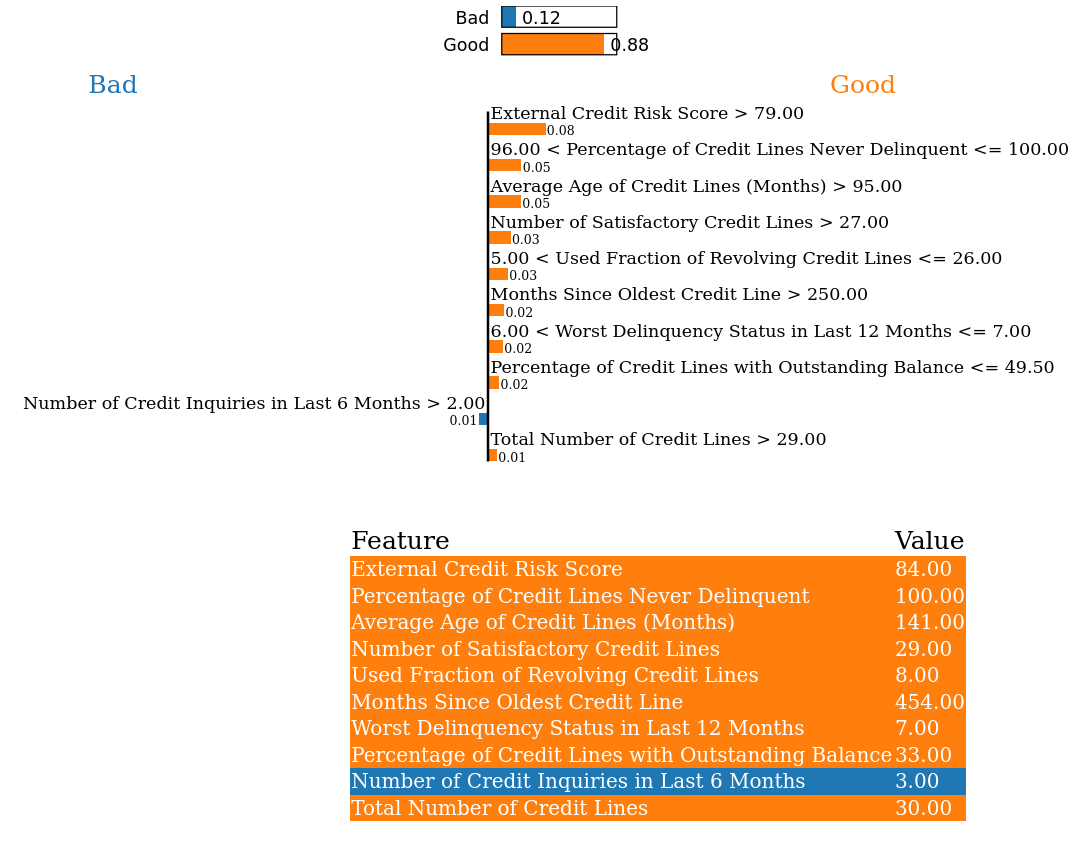 Bad 0.12
Good 0.88
Bad Good
External Credit Risk Score > 79.00
0.08
96.00 < Percentage of Credit Lines Never Delinquent <= 100.00
0.05
Average Age of Credit Lines (Months) > 95.00
0.05
Number of Satisfactory Credit Lines > 27.00
0.03
5.00 < Used Fraction of Revolving Credit Lines <= 26.00
0.03
Months Since Oldest Credit Line > 250.00
0.02
6.00 < Worst Delinquency Status in Last 12 Months <= 7.00
0.02
Percentage of Credit Lines with Outstanding Balance <= 49.50
0.02
Number of Credit Inquiries in Last 6 Months > 2.00
0.01
Total Number of Credit Lines > 29.00
0.01
Feature Value
External Credit Risk Score 84.00
Percentage of Credit Lines Never Delinquent 100.00
Average Age of Credit Lines (Months) 141.00
Number of Satisfactory Credit Lines 29.00
Used Fraction of Revolving Credit Lines 8.00
Months Since Oldest Credit Line 454.00
Worst Delinquency Status in Last 12 Months 7.00
Percentage of Credit Lines with Outstanding Balance 33.00
Number of Credit Inquiries in Last 6 Months 3.00
Total Number of Credit Lines 30.00